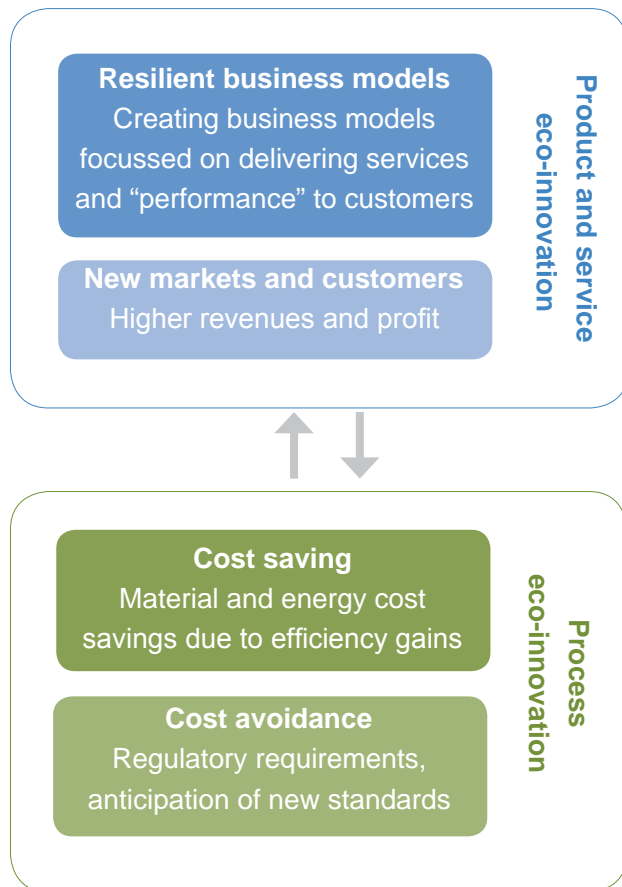 Resilient business models
Creating business models
focussed on delivering services
and “performance” to customers
New markets and customers
Higher revenues and profit
Product and service
eco-innovation
Cost saving
Material and energy cost
savings due to efficiency gains
Cost avoidance
Regulatory requirements,
anticipation of new standards
Process
eco-innovation